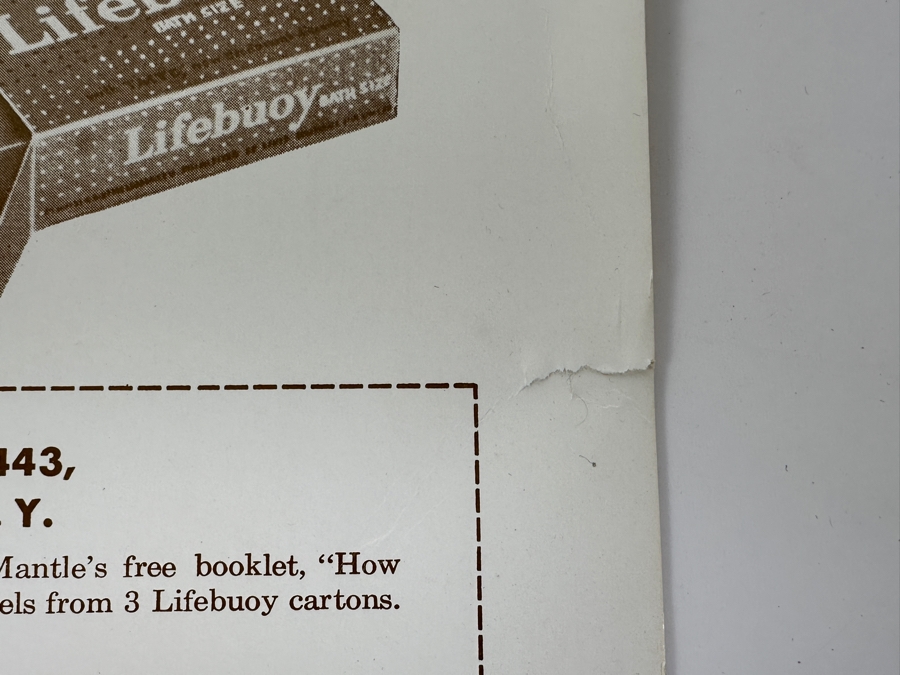 Lifeb
BATH SIZE
Lifebuoy BATH SIZE
443,
Y.
Mantle's free booklet, “How
els from 3 Lifebuoy cartons.